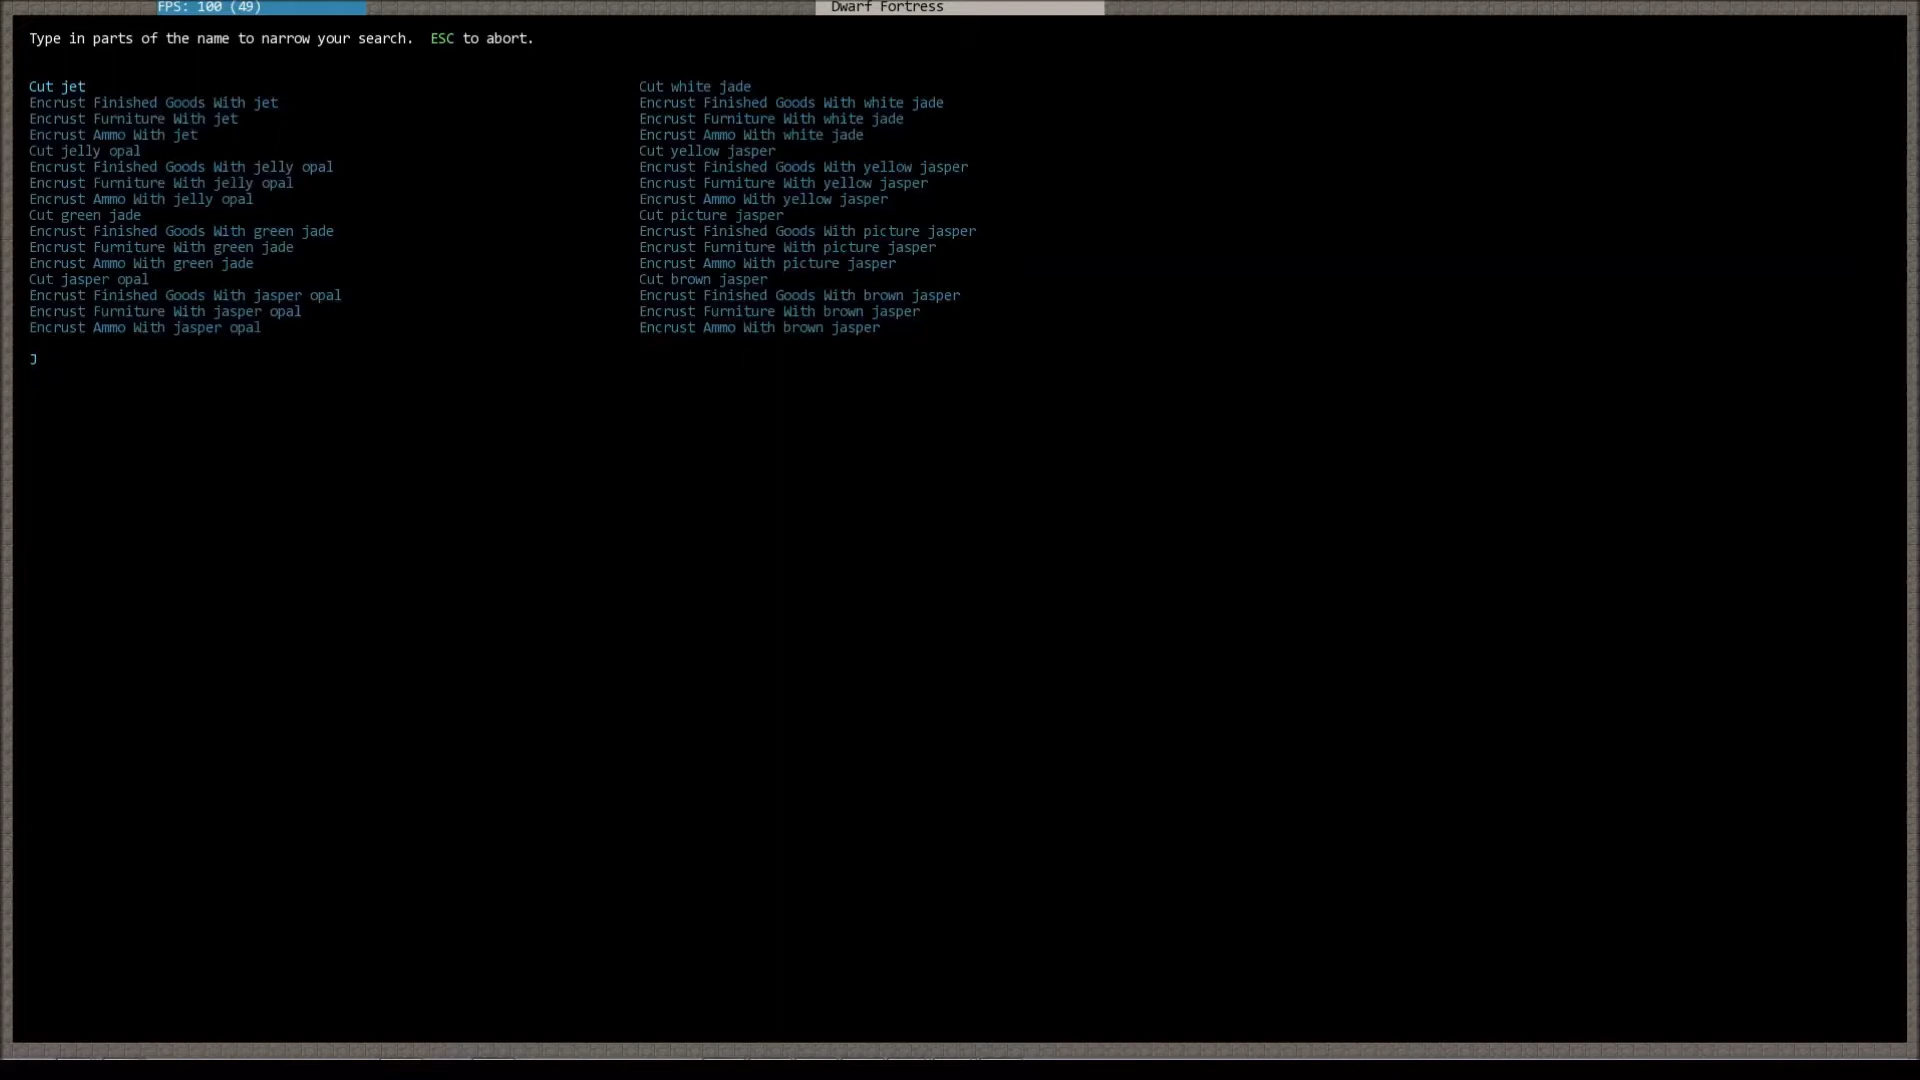 FPS: 100 (49)
Dwarf Fortress
Type in parts of the name to narrow your search.  ESC to abort.
Cut jet
Encrust Finished Goods With jet
Encrust Furniture With jet
Encrust Ammo With jet
Cut jelly opal
Encrust Finished Goods With jelly opal
Encrust Furniture With jelly opal
Encrust Ammo With jelly opal
Cut green jade
Encrust Finished Goods With green jade
Encrust Furniture With green jade
Encrust Ammo With green jade
Cut jasper opal
Encrust Finished Goods With jasper opal
Encrust Furniture With jasper opal
Encrust Ammo With jasper opal
Cut white jade
Encrust Finished Goods With white jade
Encrust Furniture With white jade
Encrust Ammo With white jade
Cut yellow jasper
Encrust Finished Goods With yellow jasper
Encrust Furniture With yellow jasper
Encrust Ammo With yellow jasper
Cut picture jasper
Encrust Finished Goods With picture jasper
Encrust Furniture With picture jasper
Encrust Ammo With picture jasper
Cut brown jasper
Encrust Finished Goods With brown jasper
Encrust Furniture With brown jasper
Encrust Ammo With brown jasper
J